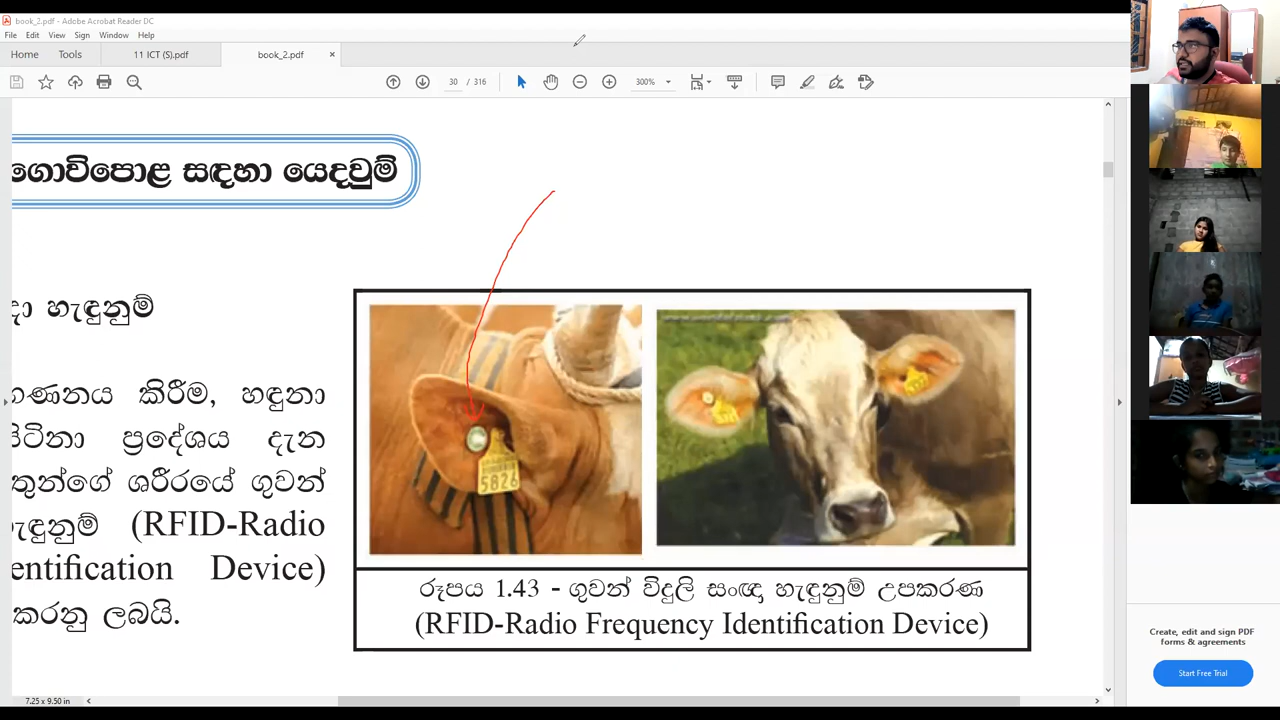 book_2.pdf - Adobe Acrobat Reader DC
File Edit View Sign Window Help
Home Tools 11 ICT (S).pdf book_2.pdf ×
30 / 316 300%
ගොවිපොළ සඳහා යෙදවුම්
දා හැඳුනුම්
ගණනය කිරීම, හඳුනා
සිටිනා ප්‍රදේශය දැන
තුන්ගේ ශරීරයේ ගුවන්
හැඳුනුම් (RFID-Radio
entification Device)
කරනු ලබයි.
5826
රූපය 1.43 - ගුවන් විදුලි සංඥා හැඳුනුම් උපකරණ
(RFID-Radio Frequency Identification Device)
Create, edit and sign PDF
forms & agreements
Start Free Trial
7.25 x 9.50 in